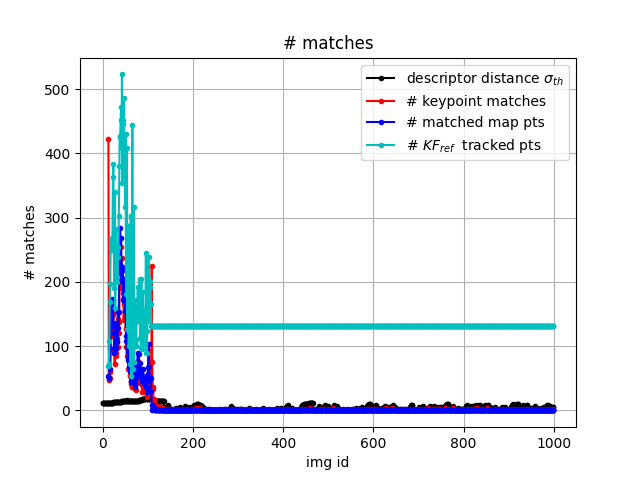 # matches
descriptor distance σ_th
# keypoint matches
# matched map pts
# KF_ref tracked pts
# matches
500
400
300
200
100
0
0 200 400 600 800 1000
img id